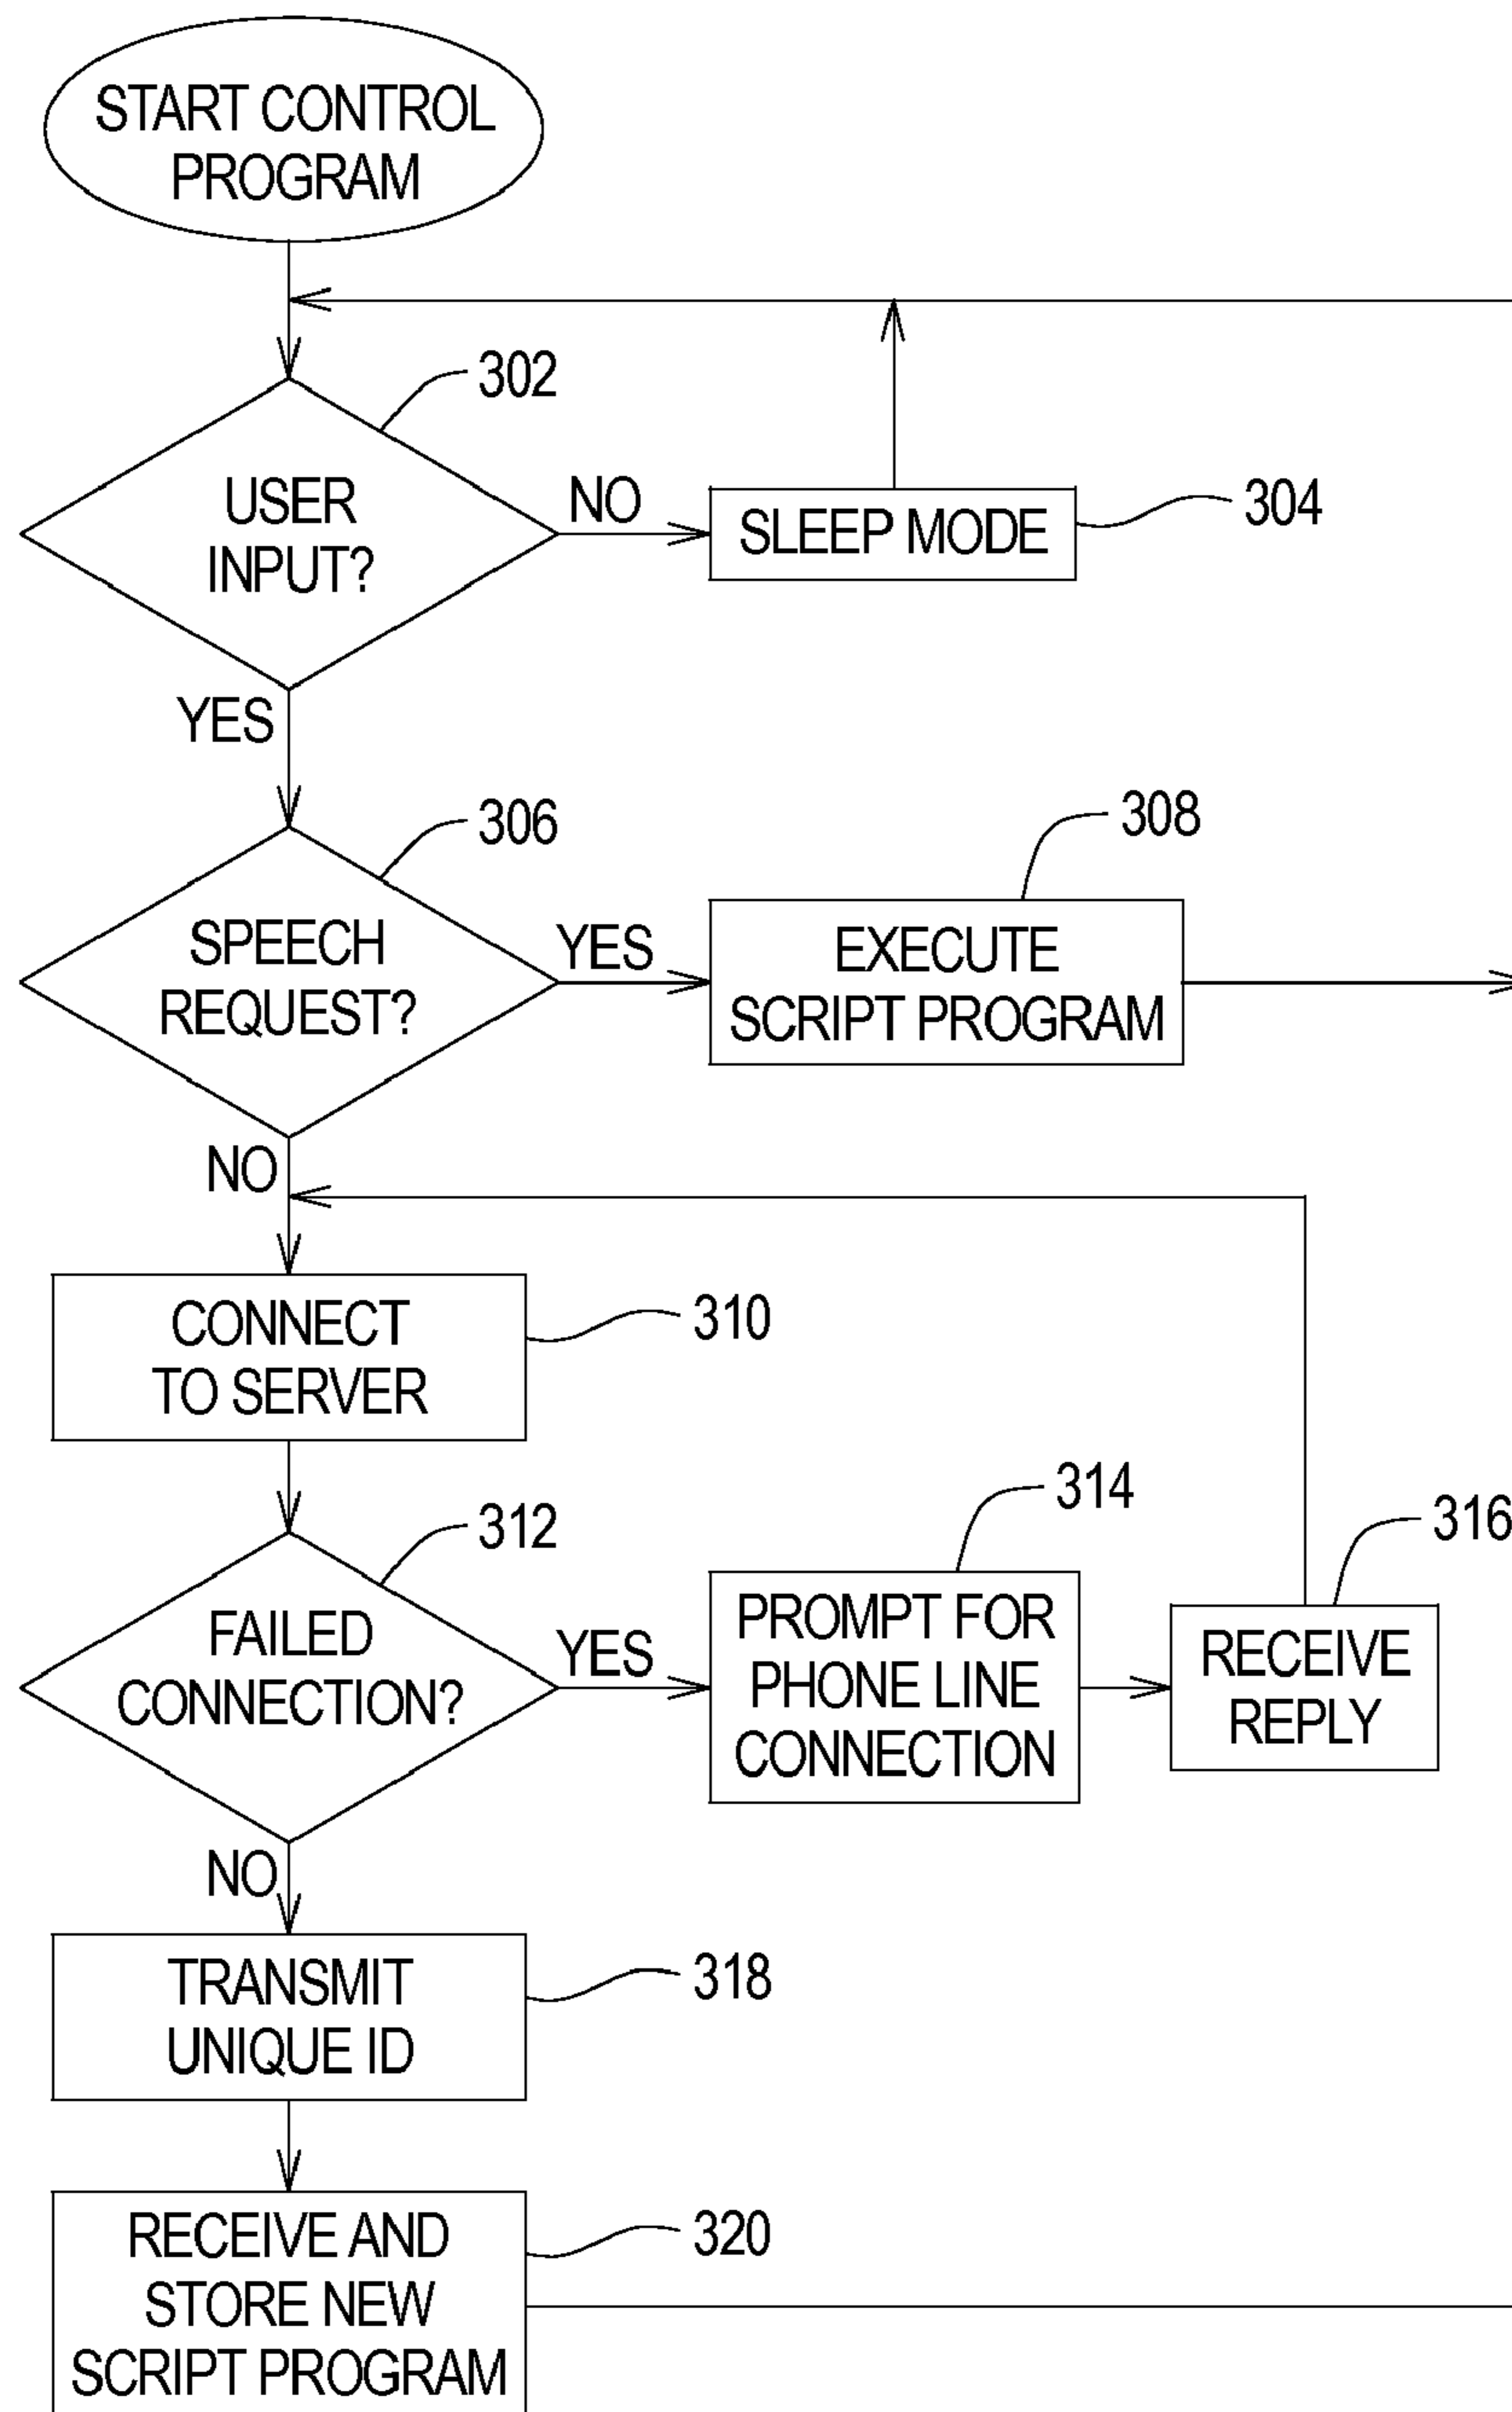 START CONTROL
PROGRAM
302
USER
INPUT?
NO
SLEEP MODE
304
YES
306
SPEECH
REQUEST?
YES
308
EXECUTE
SCRIPT PROGRAM
NO
CONNECT
TO SERVER
310
312
FAILED
CONNECTION?
YES
314
PROMPT FOR
PHONE LINE
CONNECTION
316
RECEIVE
REPLY
NO
TRANSMIT
UNIQUE ID
318
RECEIVE AND
STORE NEW
SCRIPT PROGRAM
320